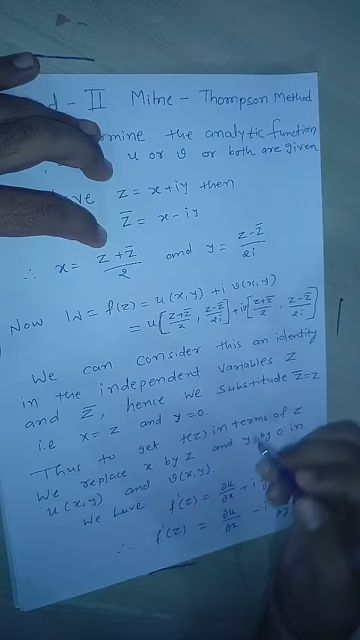 d - II Milne - Thompson Method
ermine the analytic function
u or v or both are given
ave z = x+iy then
z̅ = x-iy
∴ x = (z+z̅)/2 and y = (z-z̅)/2i
Now W = f(z) = u(x,y) + i v(x,y)
= u[(z+z̅)/2, (z-z̅)/2i] + iv[(z+z̅)/2, (z-z̅)/2i]
We can consider this an identity
in the independent variables z
and z̅, hence we substitute z̅=z
i.e x=z and y=0.
Thus to get f(z) in terms of z
We replace x by z and y by 0 in
u(x,y) and v(x,y).
We have f'(z) = ∂u/∂x + i
∴ f'(z) = ∂u/∂x - i